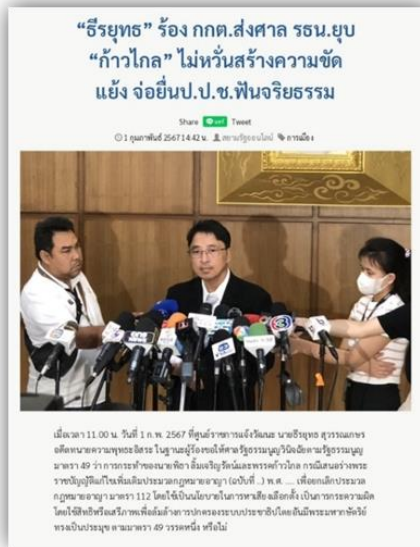 “ธีรยุทธ” ร้อง กกต.ส่งศาล รธน.ยุบ
“ก้าวไกล” ไม่หวั่นสร้างความขัด
แย้ง จ่อยื่นป.ป.ช.ฟันจริยธรรม
Share Tweet
1 กุมภาพันธ์ 2567 14:42 น. สยามรัฐออนไลน์ การเมือง
เมื่อเวลา 11.00 น. วันที่ 1 ก.พ. 2567 ที่ศูนย์ราชการแจ้งวัฒนะ นายธีรยุทธ สุวรรณเกษร
อดีตทนายความพุทธะอิสระ ในฐานะผู้ร้องขอให้ศาลรัฐธรรมนูญวินิจฉัยตามรัฐธรรมนูญ
มาตรา 49 ว่า การกระทำของนายพิธา ลิ้มเจริญรัตน์และพรรคก้าวไกล กรณีเสนอร่างพระ
ราชบัญญัติแก้ไขเพิ่มเติมประมวลกฎหมายอาญา (ฉบับที่ ..) พ.ศ. .... เพื่อยกเลิกประมวล
กฎหมายอาญา มาตรา 112 โดยใช้เป็นนโยบายในการหาเสียงเลือกตั้ง เป็นการกระความผิด
โดยใช้สิทธิหรือเสรีภาพเพื่อล้มล้างการปกครองระบบประชาธิปไตยอันมีพระมหากษัตริย์
ทรงเป็นประมุข ตามมาตรา 49 วรรคหนึ่ง หรือไม่